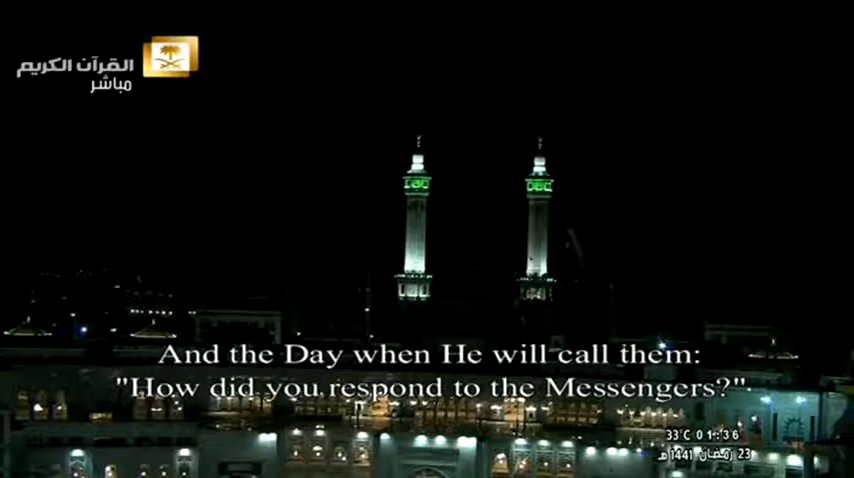 القرآن الكريم
مباشر
And the Day when He will call them:
"How did you respond to the Messengers?".
33°C 01:36
23 رمضان 1441 هـ